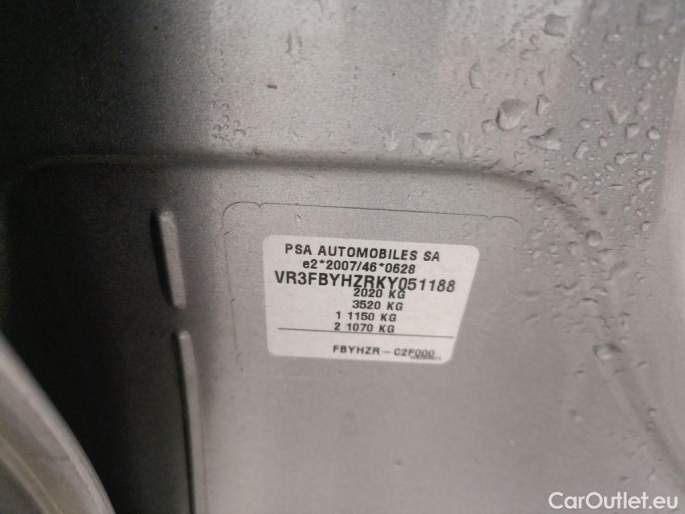 PSA AUTOMOBILES SA
e2*2007/46*0628
VR3FBYHZRKY051188
2020 KG
3520 KG
1 1150 KG
2 1070 KG
FBYHZR - C2F000
CarOutlet.eu